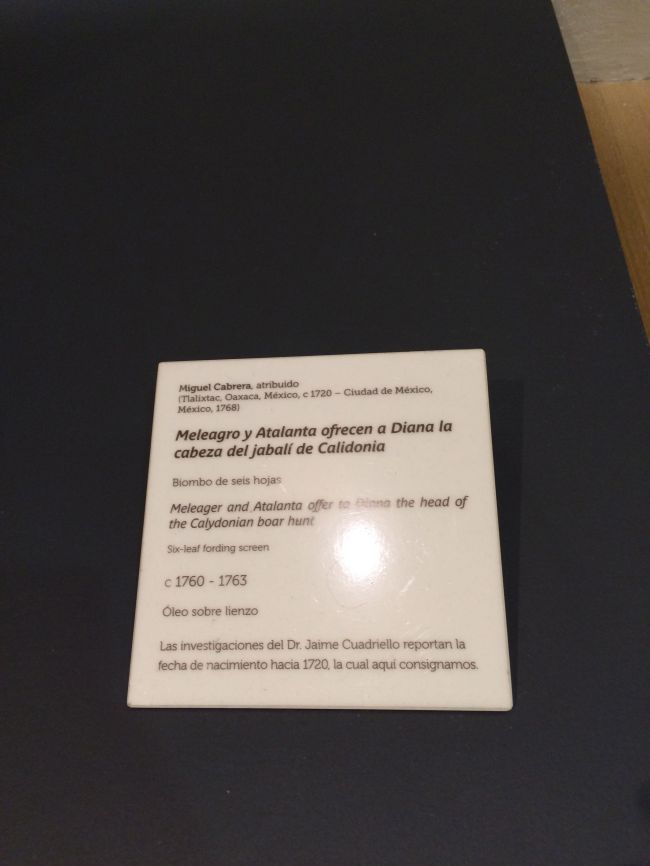 Miguel Cabrera, atribuido
(Tlalixtac, Oaxaca, México, c 1720 – Ciudad de México,
México, 1768)
Meleagro y Atalanta ofrecen a Diana la
cabeza del jabalí de Calidonia
Biombo de seis hojas
Meleager and Atalanta offer to Diana the head of
the Calydonian boar hunt
Six-leaf fording screen
c 1760 - 1763
Óleo sobre lienzo
Las investigaciones del Dr. Jaime Cuadriello reportan la
fecha de nacimiento hacia 1720, la cual aquí consignamos.